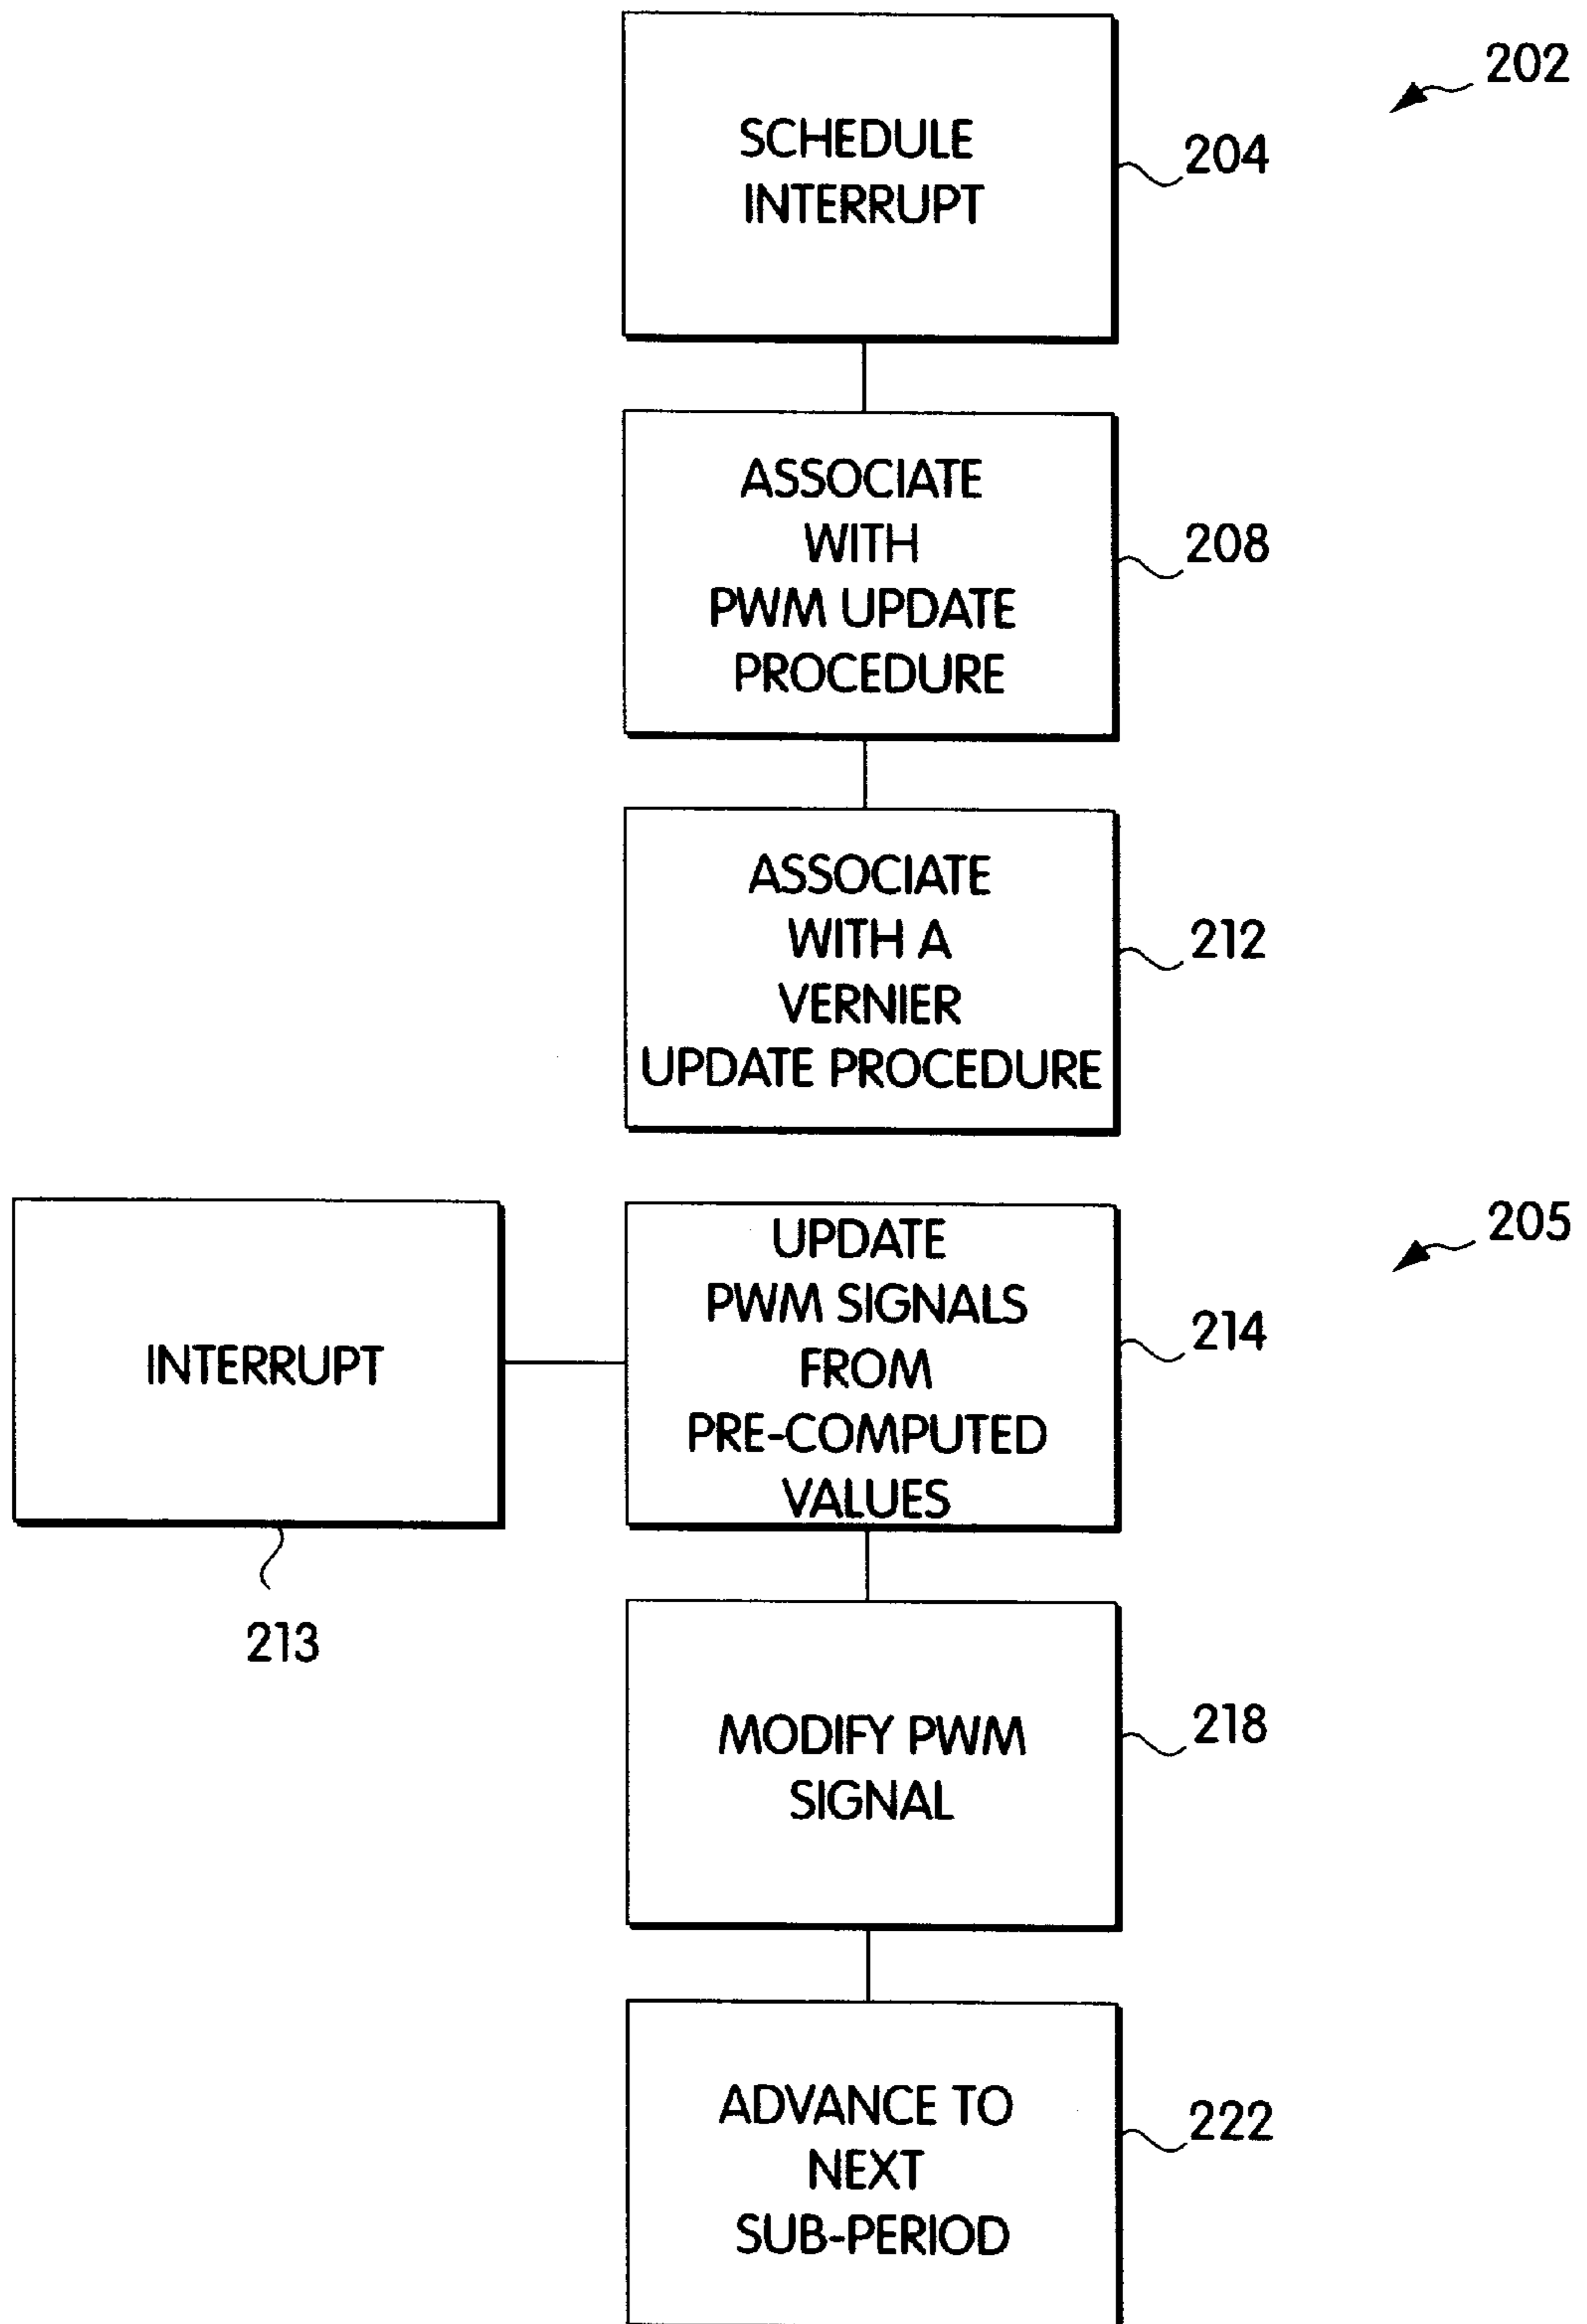 202
SCHEDULE
INTERRUPT
204
ASSOCIATE
WITH
PWM UPDATE
PROCEDURE
208
ASSOCIATE
WITH A
VERNIER
UPDATE PROCEDURE
212
205
INTERRUPT
213
UPDATE
PWM SIGNALS
FROM
PRE-COMPUTED
VALUES
214
MODIFY PWM
SIGNAL
218
ADVANCE TO
NEXT
SUB-PERIOD
222